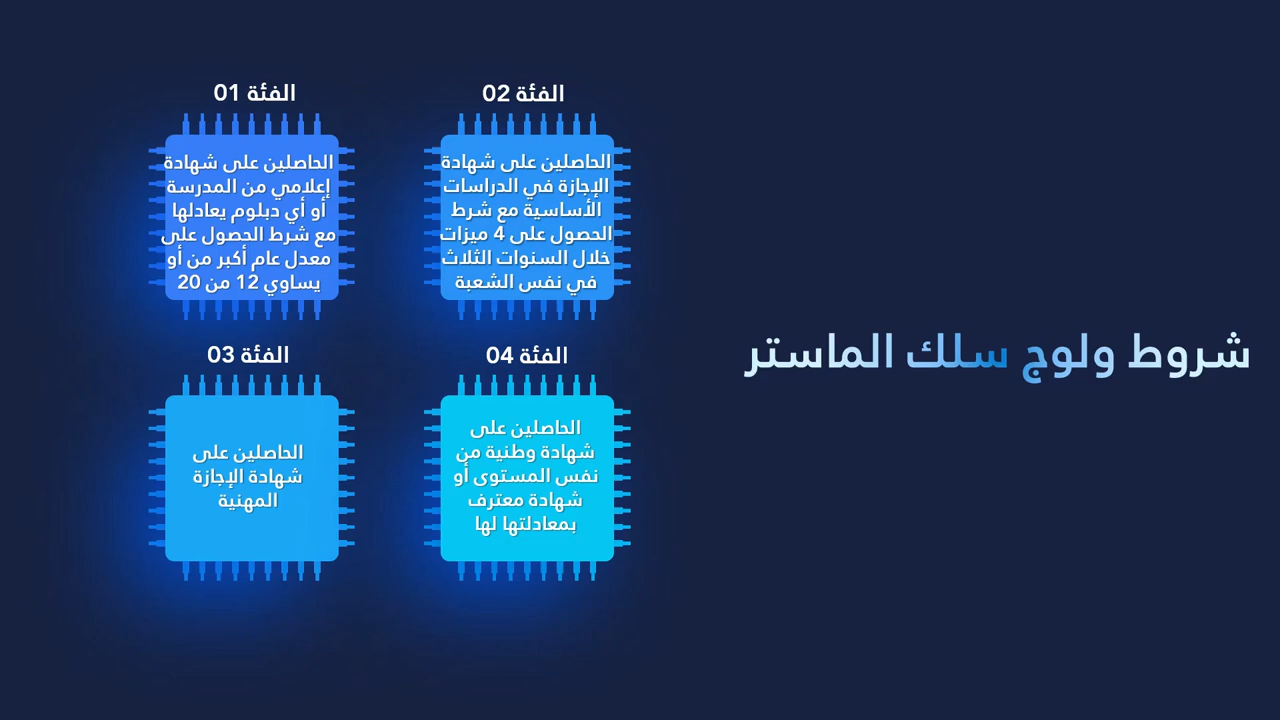 شروط ولوج سلك الماستر
الفئة 01
الحاصلين على شهادة
إعلامي من المدرسة
أو أي دبلوم يعادلها
مع شرط الحصول على
معدل عام أكبر من أو
يساوي 12 من 20
الفئة 02
الحاصلين على شهادة
الإجازة في الدراسات
الأساسية مع شرط
الحصول على 4 ميزات
خلال السنوات الثلاث
في نفس الشعبة
الفئة 03
الحاصلين على
شهادة الإجازة
المهنية
الفئة 04
الحاصلين على
شهادة وطنية من
نفس المستوى أو
شهادة معترف
بمعادلتها لها